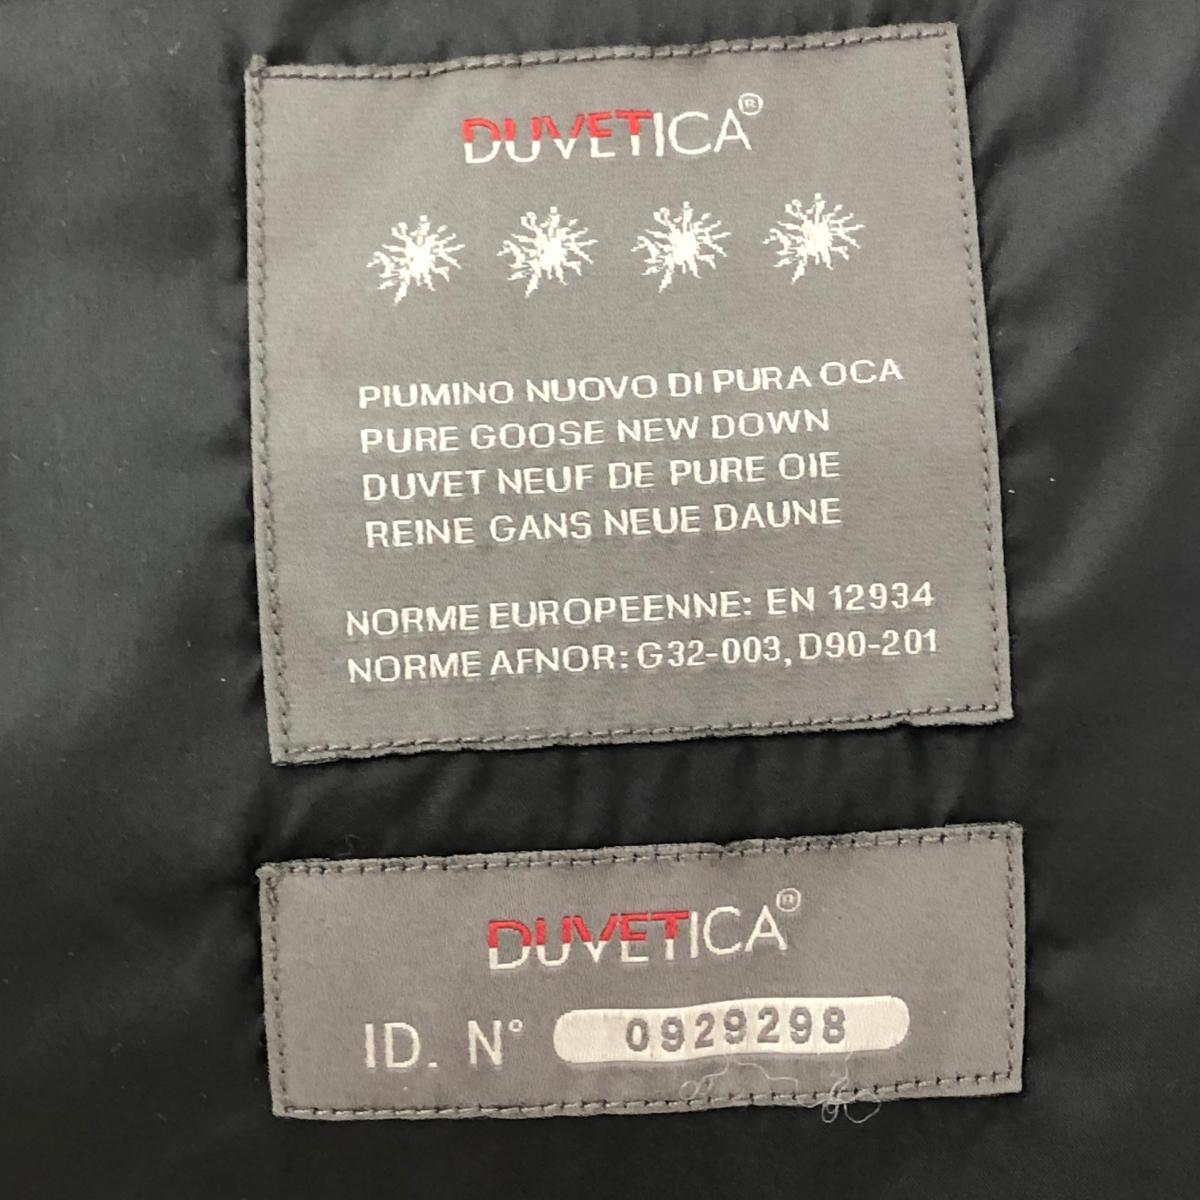 DUVETICA®
PIUMINO NUOVO DI PURA OCA
PURE GOOSE NEW DOWN
DUVET NEUF DE PURE OIE
REINE GANS NEUE DAUNE
NORME EUROPEENNE: EN 12934
NORME AFNOR: G32-003, D90-201
DUVETICA®
ID. N° 0929298